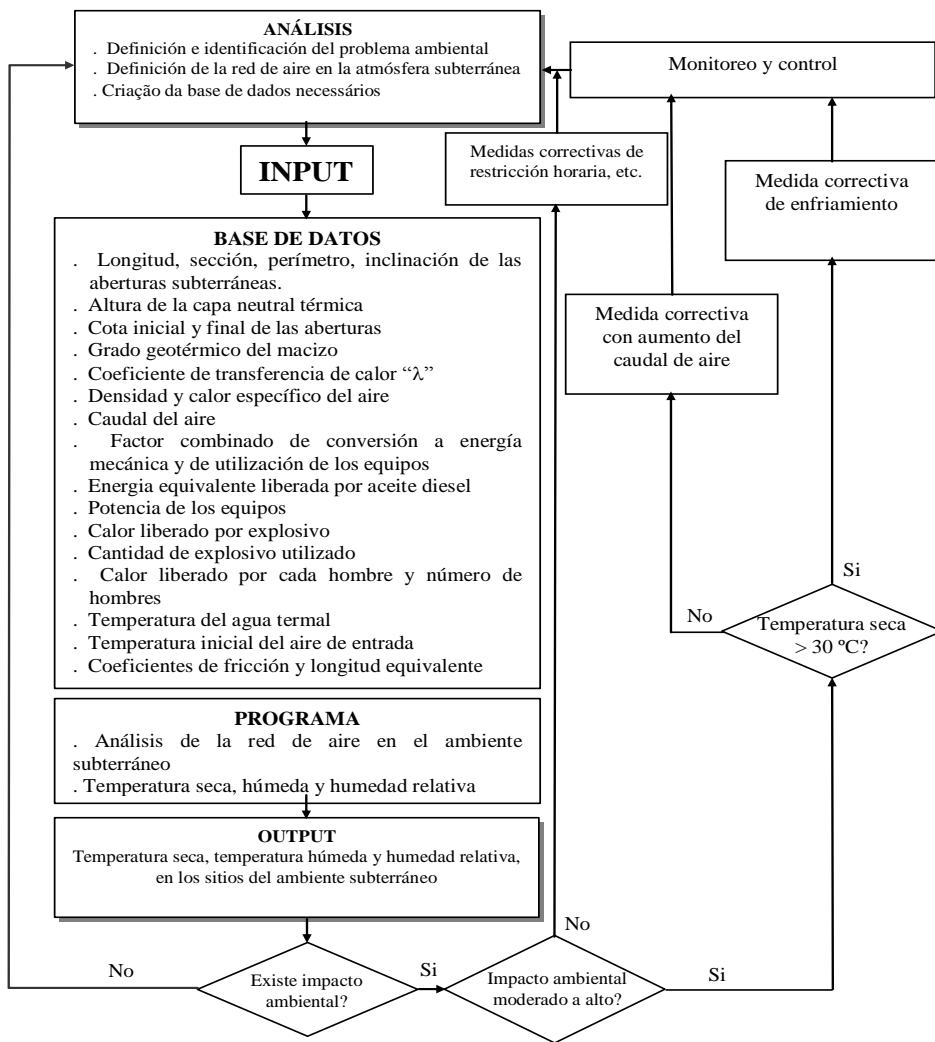 ANÁLISIS
. Definición e identificación del problema ambiental
. Definición de la red de aire en la atmósfera subterránea
. Criação da base de dados necessários
Monitoreo y control
INPUT
Medidas correctivas de
restricción horaria, etc.
Medida correctiva
de enfriamiento
BASE DE DATOS
. Longitud, sección, perímetro, inclinación de las
aberturas subterráneas.
. Altura de la capa neutral térmica
. Cota inicial y final de las aberturas
. Grado geotérmico del macizo
. Coeficiente de transferencia de calor “λ”
. Densidad y calor específico del aire
. Caudal del aire
. Factor combinado de conversión a energía
mecánica y de utilización de los equipos
. Energia equivalente liberada por aceite diesel
. Potencia de los equipos
. Calor liberado por explosivo
. Cantidad de explosivo utilizado
. Calor liberado por cada hombre y número de
hombres
. Temperatura del agua termal
. Temperatura inicial del aire de entrada
. Coeficientes de fricción y longitud equivalente
Medida correctiva
con aumento del
caudal de aire
Si
No
Temperatura seca
> 30 ºC?
PROGRAMA
. Análisis de la red de aire en el ambiente
subterráneo
. Temperatura seca, húmeda y humedad relativa
OUTPUT
Temperatura seca, temperatura húmeda y humedad relativa,
en los sitios del ambiente subterráneo
No
No
Existe impacto
ambiental?
Si
Impacto ambiental
moderado a alto?
Si